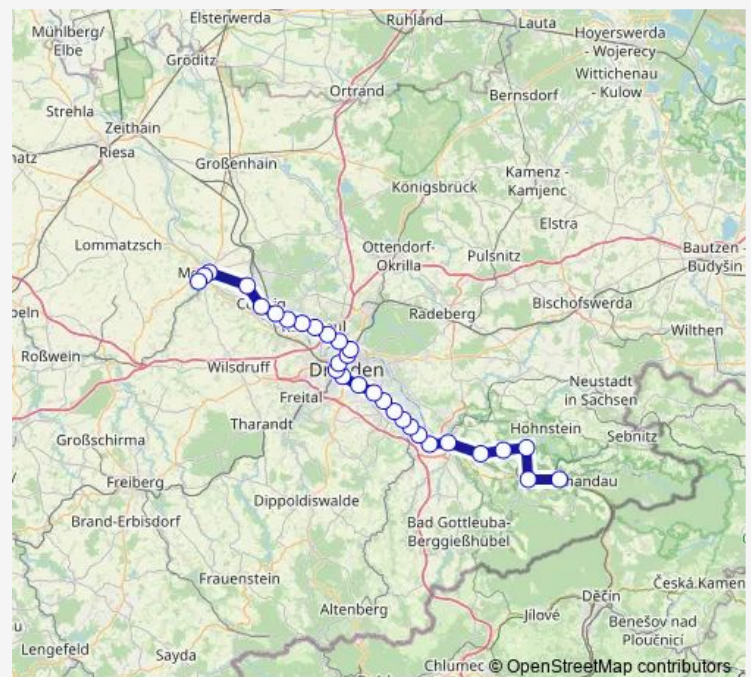 Elsterwerda
Mühlberg/
Elbe
Gröditz
Ruhland
Lauta
Hoyerswerda
- Wojerecy
Wittichenau
- Kulow
Ortrand
Bernsdorf
Strehla
Zeithain
Riesa
Großenhain
Königsbrück
Kamenz -
Kamjenc
Elstra
Lommatzsch
Ottendorf-
Okrilla
Pulsnitz
Bautzen -
Budyšin
Radeberg
Bischofswerda
Wilthen
Roßwein
Wilsdruff
Dresden
Freital
Neustadt
in Sachsen
Tharandt
Hohnstein
Sebnitz
Großschirma
Freiberg
Dippoldiswalde
Brand-Erbisdorf
Bad Gottleuba-
Berggießhübel
Frauenstein
Česká Kamen
Děčín
Altenberg
Jílové
Benešov nad
Ploučnicí
Lengefeld
Sayda
Chlumec
© OpenStreetMap contributors